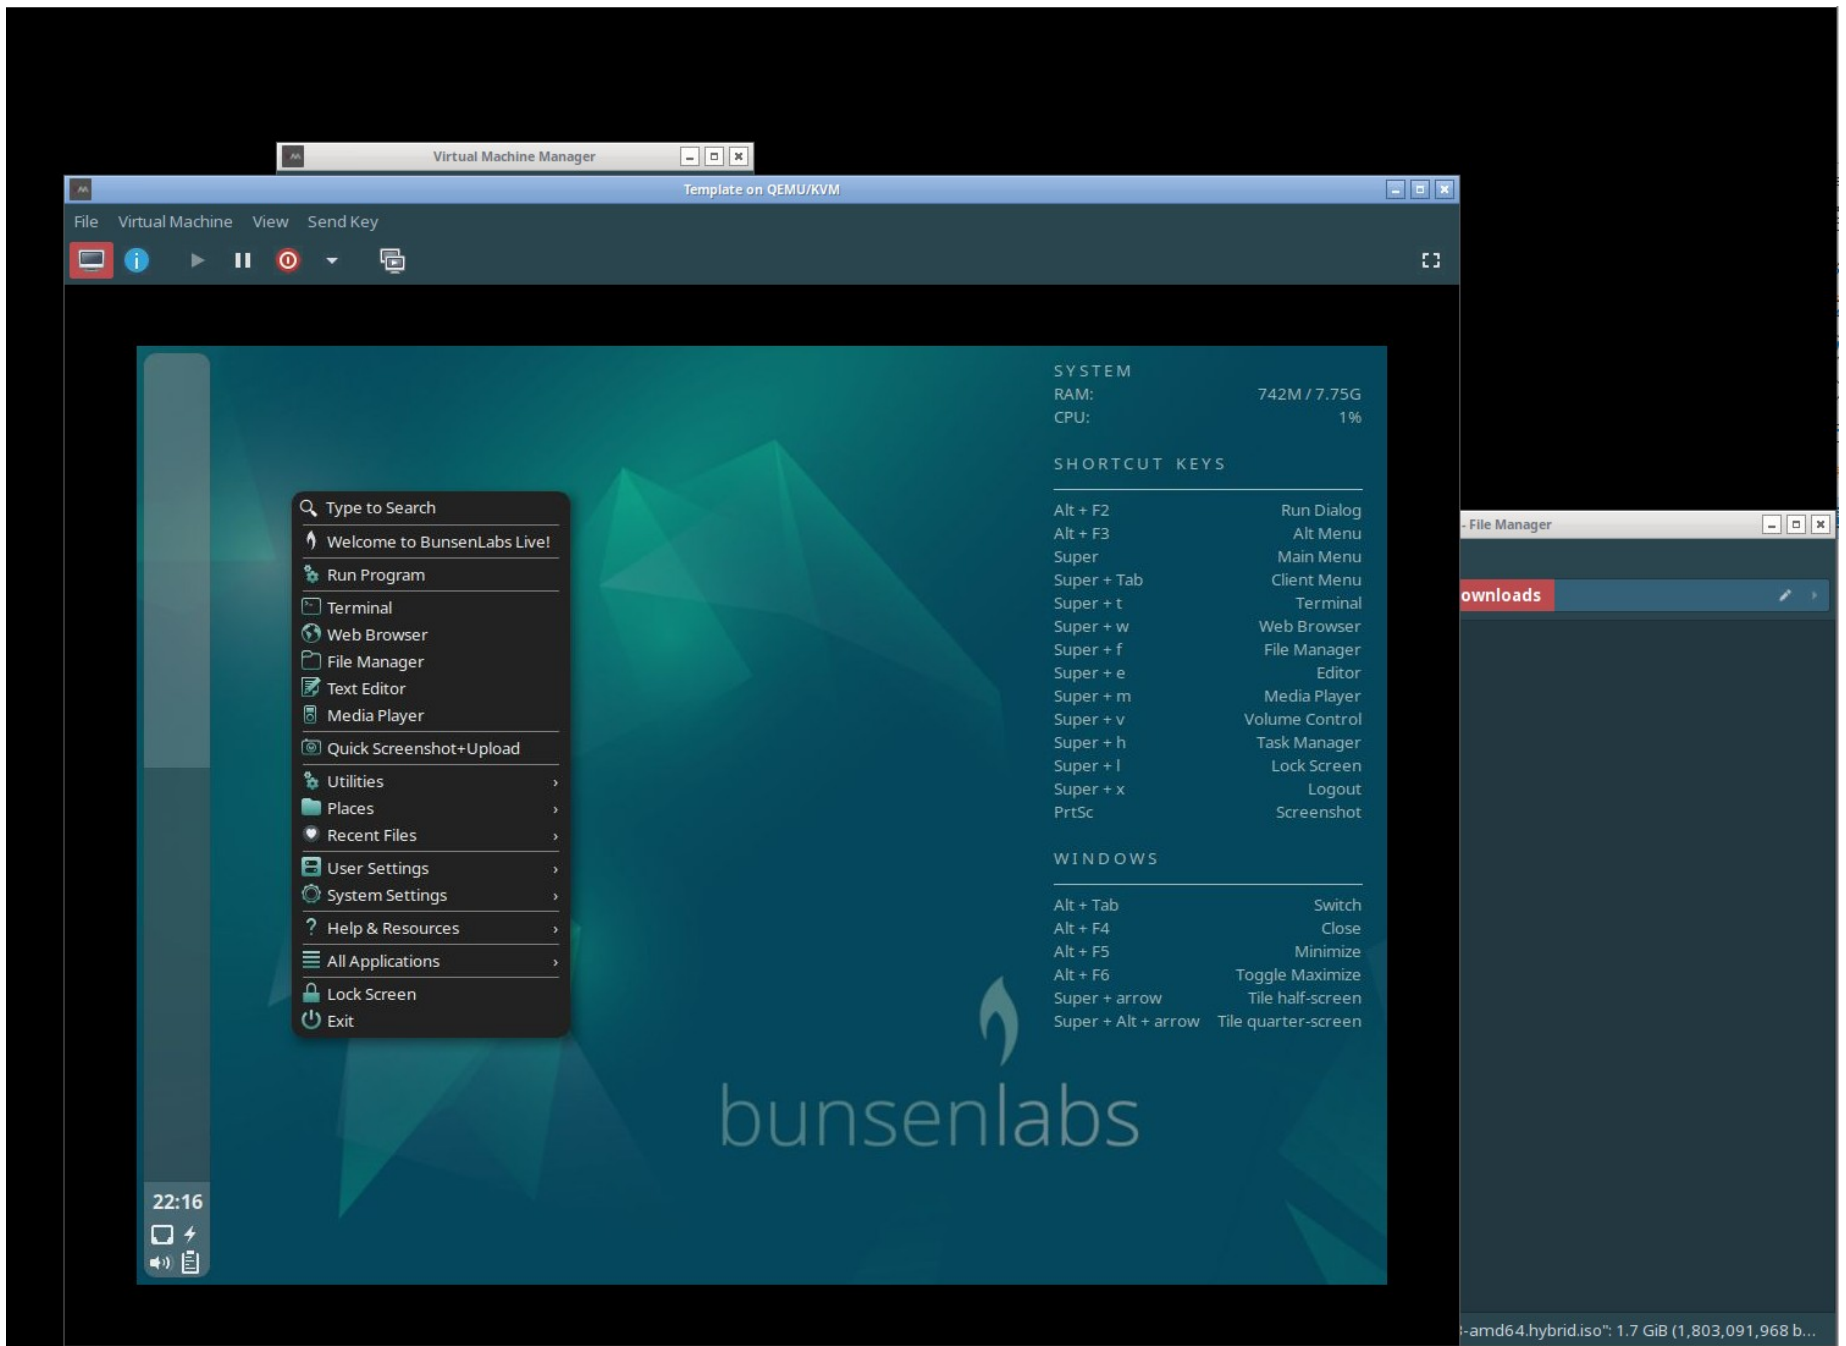 Virtual Machine Manager
Template on QEMU/KVM
File Virtual Machine View Send Key
SYSTEM
RAM: 742M / 7.75G
CPU: 1%
SHORTCUT KEYS
Alt + F2 Run Dialog
Alt + F3 Alt Menu
Super Main Menu
Super + Tab Client Menu
Super + t Terminal
Super + w Web Browser
Super + f File Manager
Super + e Editor
Super + m Media Player
Super + v Volume Control
Super + h Task Manager
Super + l Lock Screen
Super + x Logout
PrtSc Screenshot
WINDOWS
Alt + Tab Switch
Alt + F4 Close
Alt + F5 Minimize
Alt + F6 Toggle Maximize
Super + arrow Tile half-screen
Super + Alt + arrow Tile quarter-screen
Type to Search
Welcome to BunsenLabs Live!
Run Program
Terminal
Web Browser
File Manager
Text Editor
Media Player
Quick Screenshot+Upload
Utilities
Places
Recent Files
User Settings
System Settings
Help & Resources
All Applications
Lock Screen
Exit
bunsenlabs
22:16
- File Manager
ownloads
-amd64.hybrid.iso": 1.7 GiB (1,803,091,968 b...